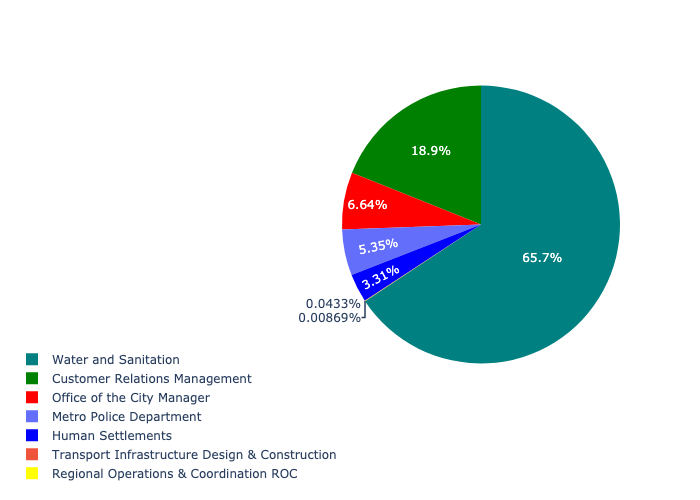 18.9%
6.64%
5.35%
65.7%
3.31%
0.0433%
0.00869%
Water and Sanitation
Customer Relations Management
Office of the City Manager
Metro Police Department
Human Settlements
Transport Infrastructure Design & Construction
Regional Operations & Coordination ROC